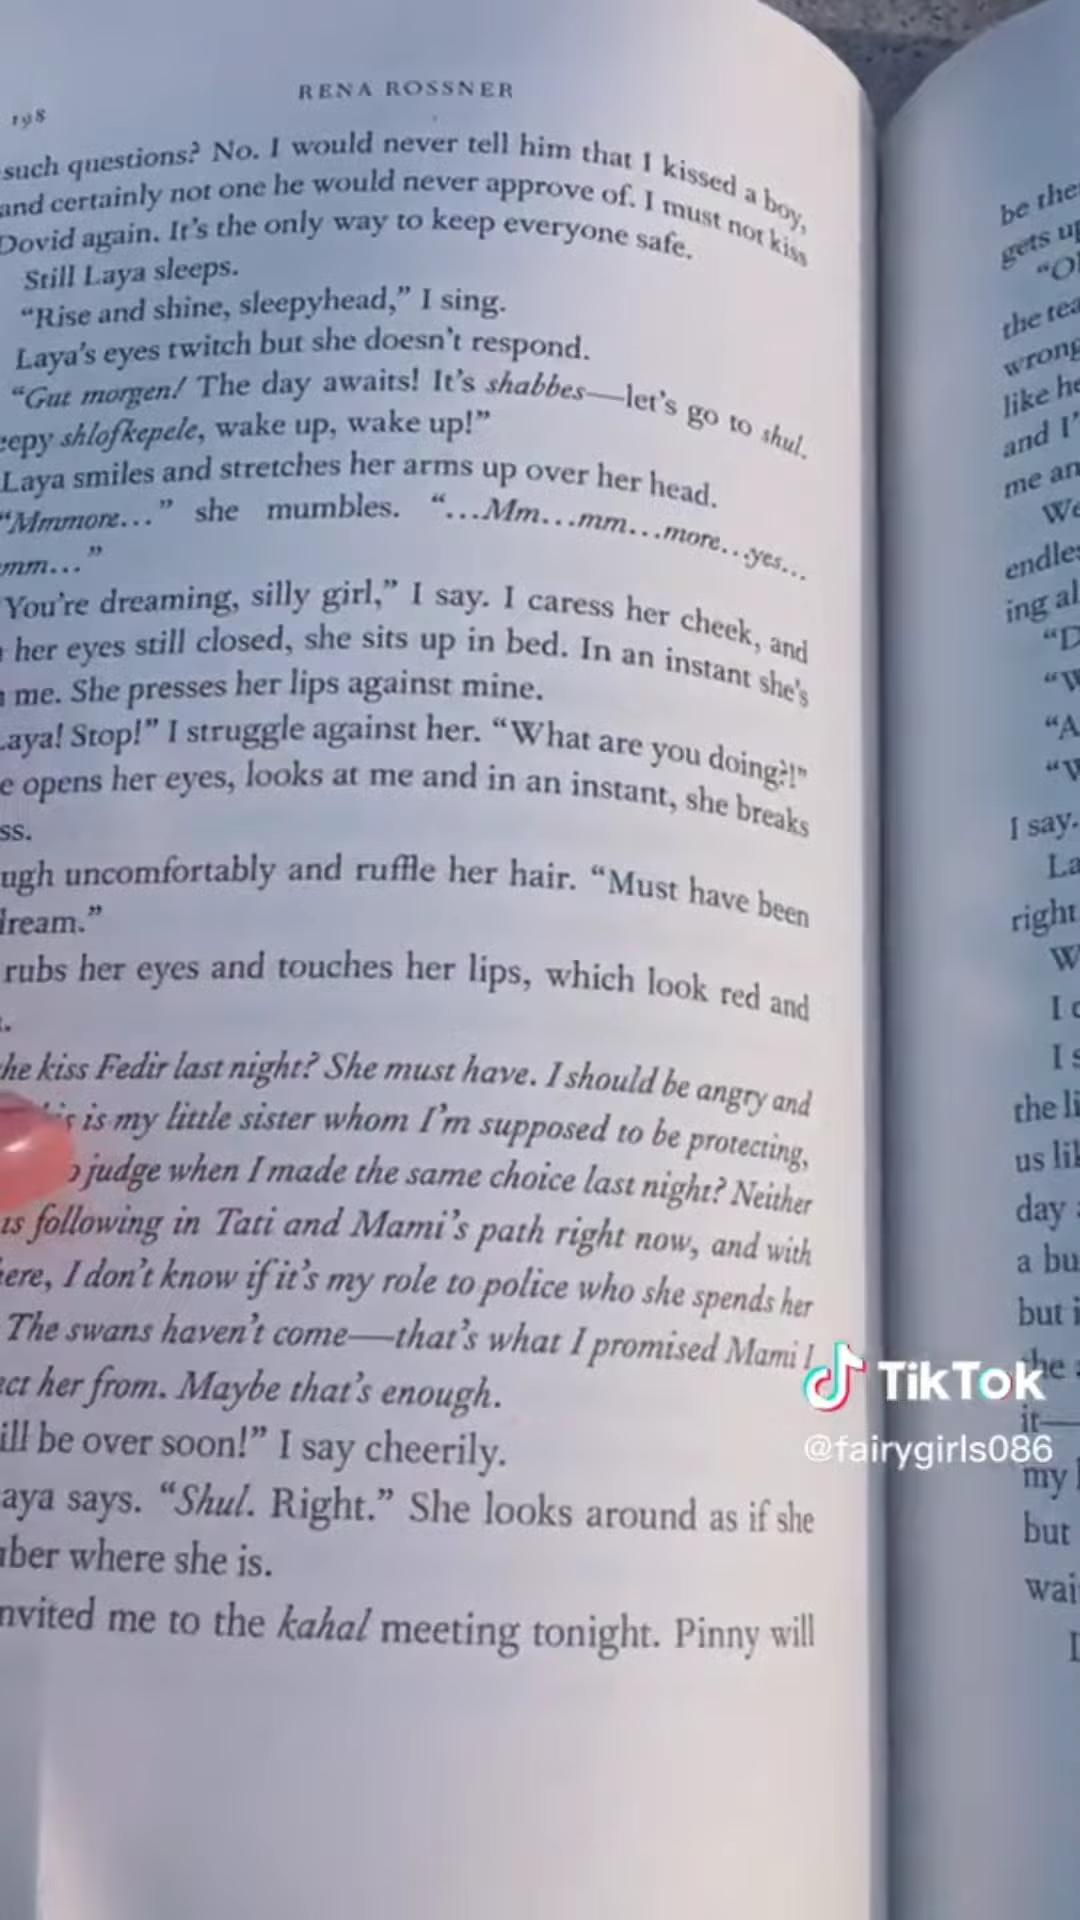 198
RENA ROSSNER
such questions? No. I would never tell him that I kissed a boy,
and certainly not one he would never approve of. I must not kiss
Dovid again. It's the only way to keep everyone safe.
Still Laya sleeps.
“Rise and shine, sleepyhead,” I sing.
Laya's eyes twitch but she doesn't respond.
“Gut morgen! The day awaits! It's shabbes—let's go to shul.
eepy shlofkepele, wake up, wake up!”
Laya smiles and stretches her arms up over her head.
“Mmmore...” she mumbles. “...Mm...mm...more...yes...
mm...”
You're dreaming, silly girl,” I say. I caress her cheek, and
her eyes still closed, she sits up in bed. In an instant she's
me. She presses her lips against mine.
Laya! Stop!” I struggle against her. “What are you doing?!”
e opens her eyes, looks at me and in an instant, she breaks
ss.
ugh uncomfortably and ruffle her hair. “Must have been
dream.”
rubs her eyes and touches her lips, which look red and
he kiss Fedir last night? She must have. I should be angry and
is my little sister whom I'm supposed to be protecting,
o judge when I made the same choice last night? Neither
us following in Tati and Mami's path right now, and with
ere, I don't know if it's my role to police who she spends her
The swans haven't come—that's what I promised Mami I
ect her from. Maybe that's enough.
ill be over soon!” I say cheerily.
aya says. “Shul. Right.” She looks around as if she
ber where she is.
nvited me to the kahal meeting tonight. Pinny will
be the
gets up
“Ol
the tea
wrong
like he
and I'
me an
We
endles
ing al
“D
“W
“A
“W
I say.
La
right
W
I c
I s
the li
us lik
day
a bu
but i
the
it—
my
but
wai
TikTok
@fairygirls086